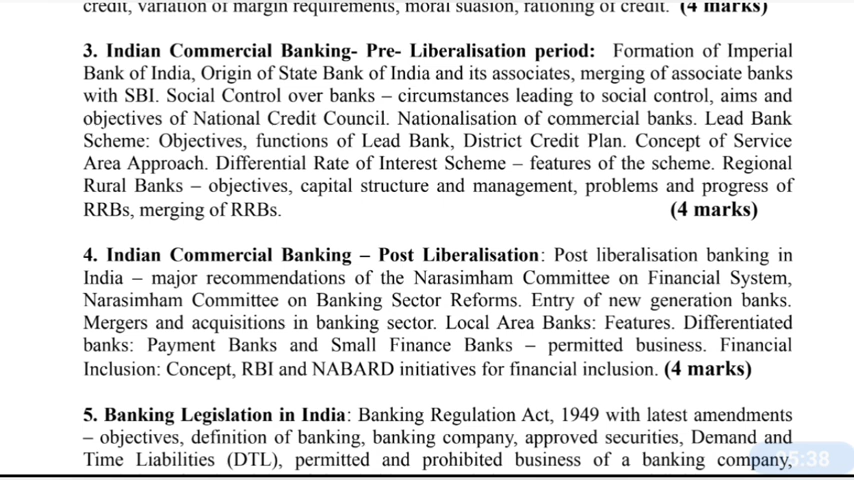 credit, variation of margin requirements, moral suasion, rationing of credit. (4 marks)
3. Indian Commercial Banking- Pre- Liberalisation period: Formation of Imperial
Bank of India, Origin of State Bank of India and its associates, merging of associate banks
with SBI. Social Control over banks – circumstances leading to social control, aims and
objectives of National Credit Council. Nationalisation of commercial banks. Lead Bank
Scheme: Objectives, functions of Lead Bank, District Credit Plan. Concept of Service
Area Approach. Differential Rate of Interest Scheme – features of the scheme. Regional
Rural Banks – objectives, capital structure and management, problems and progress of
RRBs, merging of RRBs. (4 marks)
4. Indian Commercial Banking – Post Liberalisation: Post liberalisation banking in
India – major recommendations of the Narasimham Committee on Financial System,
Narasimham Committee on Banking Sector Reforms. Entry of new generation banks.
Mergers and acquisitions in banking sector. Local Area Banks: Features. Differentiated
banks: Payment Banks and Small Finance Banks – permitted business. Financial
Inclusion: Concept, RBI and NABARD initiatives for financial inclusion. (4 marks)
5. Banking Legislation in India: Banking Regulation Act, 1949 with latest amendments
– objectives, definition of banking, banking company, approved securities, Demand and
Time Liabilities (DTL), permitted and prohibited business of a banking company,